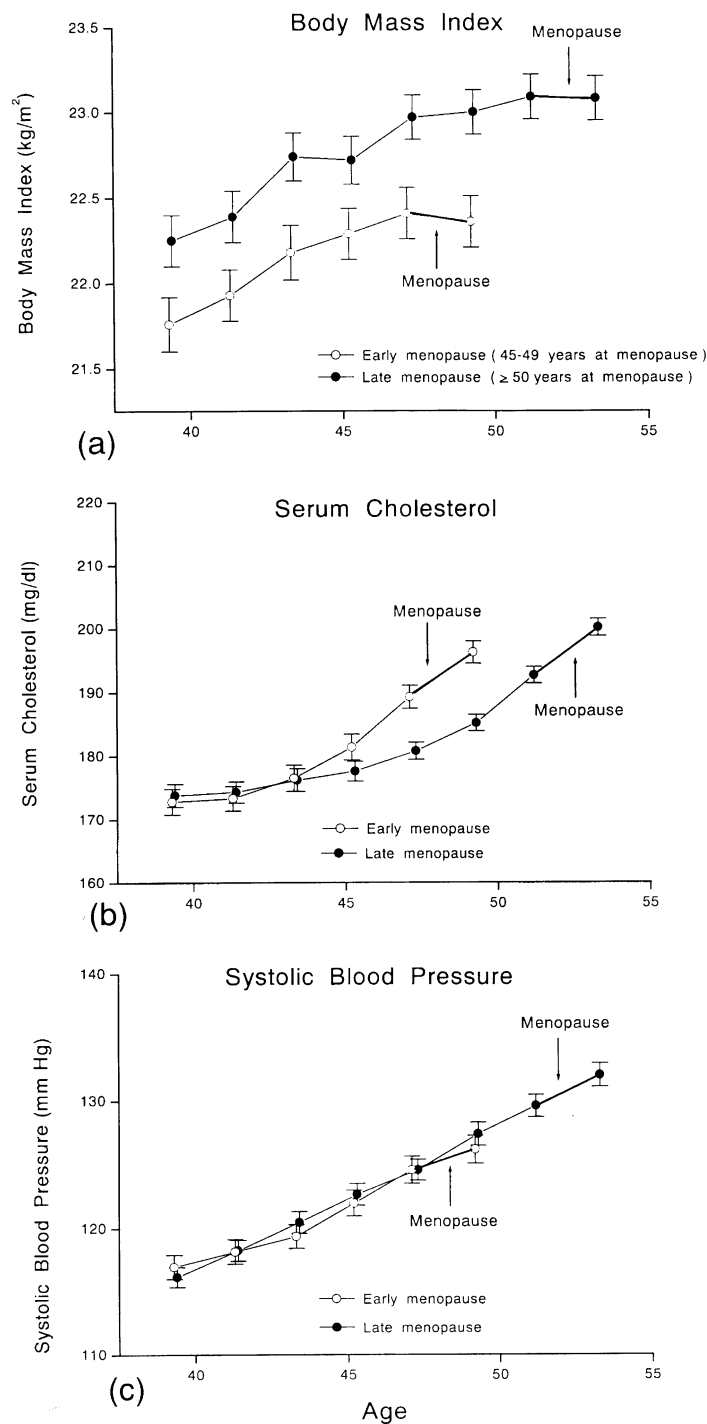 Body Mass Index
Menopause
23.5
23.0
22.5
22.0
21.5
Body Mass Index (kg/m²)
Menopause
Early menopause ( 45-49 years at menopause )
Late menopause ( ≥ 50 years at menopause )
40 45 50 55
(a)
Serum Cholesterol
220
210
200
190
180
170
160
Serum Cholesterol (mg/dl)
Menopause
Menopause
Early menopause
Late menopause
40 45 50 55
(b)
Systolic Blood Pressure
140
130
120
110
Systolic Blood Pressure (mm Hg)
Menopause
Menopause
Early menopause
Late menopause
40 45 50 55
(c)
Age